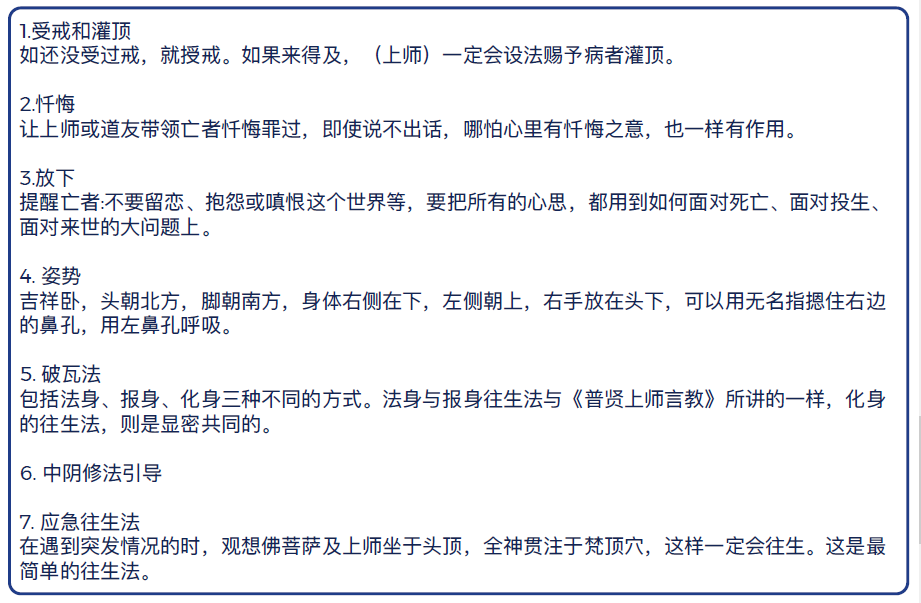 1.受戒和灌顶
如还没受过戒，就授戒。如果来得及，（上师）一定会设法赐予病者灌顶。
2.忏悔
让上师或道友带领亡者忏悔罪过，即使说不出话，哪怕心里有忏悔之意，也一样有作用。
3.放下
提醒亡者:不要留恋、抱怨或嗔恨这个世界等，要把所有的心思，都用到如何面对死亡、面对投生、
面对来世的大问题上。
4. 姿势
吉祥卧，头朝北方，脚朝南方，身体右侧在下，左侧朝上，右手放在头下，可以用无名指摁住右边
的鼻孔，用左鼻孔呼吸。
5. 破瓦法
包括法身、报身、化身三种不同的方式。法身与报身往生法与《普贤上师言教》所讲的一样，化身
的往生法，则是显密共同的。
6. 中阴修法引导
7. 应急往生法
在遇到突发情况的时，观想佛菩萨及上师坐于头顶，全神贯注于梵顶穴，这样一定会往生。这是最
简单的往生法。